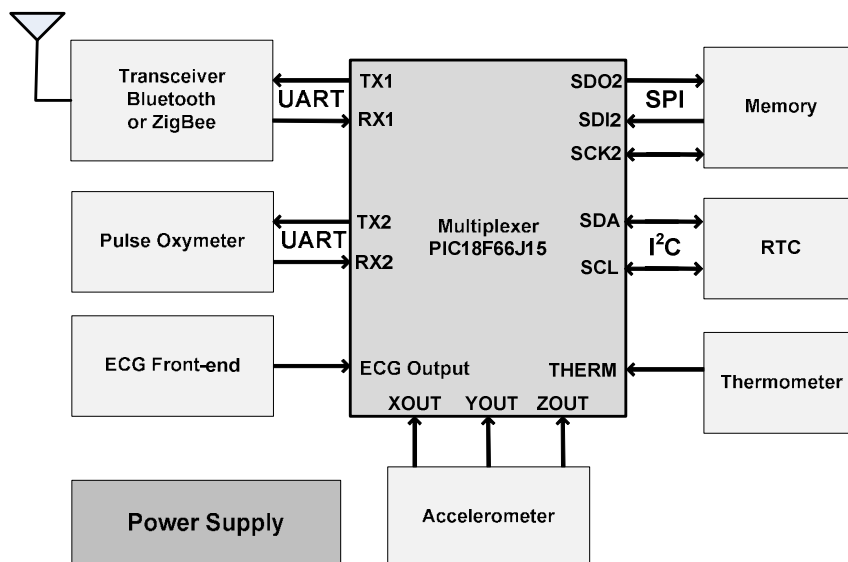 Transceiver
Bluetooth
or ZigBee
TX1
UART
RX1
SDO2
SPI
SDI2
SCK2
Memory
Pulse Oxymeter
TX2
UART
RX2
Multiplexer
PIC18F66J15
SDA
I²C
SCL
RTC
ECG Front-end
ECG Output
THERM
Thermometer
XOUT YOUT ZOUT
Power Supply
Accelerometer